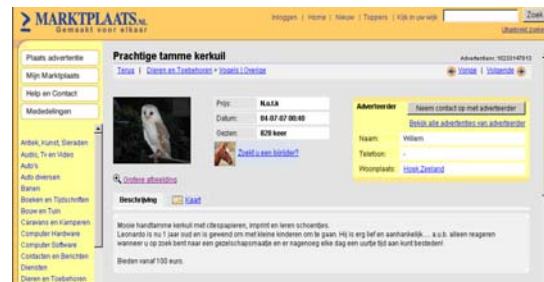 MARKTPLAATS.NL
Gemaakt voor elkaar
Inloggen | Home | Nieuw | Toppers | Kijk in uw wijk
Zoek
Uitgebreid zoeken
Plaats advertentie
Mijn Marktplaats
Help en Contact
Mededelingen
Antiek, Kunst, Sieraden
Audio, Tv en Video
Auto's
Auto diversen
Banen
Boeken en Tijdschriften
Bouw en Tuin
Caravans en Kamperen
Computer Hardware
Computer Software
Contacten en Berichten
Diensten
Dieren en Toebehoren
Prachtige tamme kerkuil
Terug | Dieren en Toebehoren > Vogels | Overige
Vorige | Volgende
Prijs: N.o.t.k
Datum: 04-07-07 00:40
Gezien: 828 keer
Zoekt u een bijrijder?
Grotere afbeelding
Adverteerder
Neem contact op met adverteerder
Bekijk alle advertenties van adverteerder
Naam: Willem
Telefoon: -
Woonplaats: Hoek Zeeland
Beschrijving
Kaart
Mooie handtamme kerkuil met citespapieren, imprint en leren schoentjes.
Leonardo is nu 1 jaar oud en is gewend om met kleine kinderen om te gaan. Hij is erg lief en aanhankelijk.... a.u.b. alleen reageren
wanneer u op zoek bent naar een gezelschapsmaatje en er nagenoeg elke dag een uurtje tijd aan kunt besteden!
Bieden vanaf 100 euro.